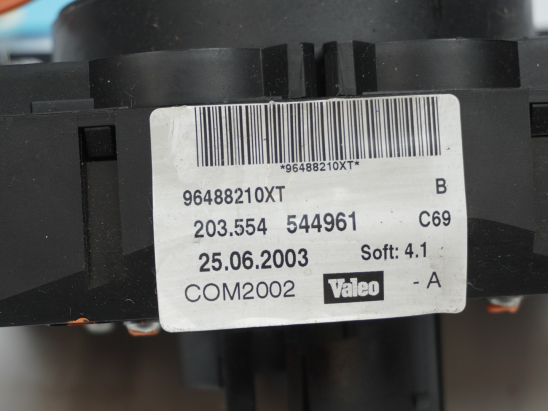 *96488210XT*
96488210XT B
203.554 544961 C69
25.06.2003 Soft: 4.1
COM2002 Valeo - A